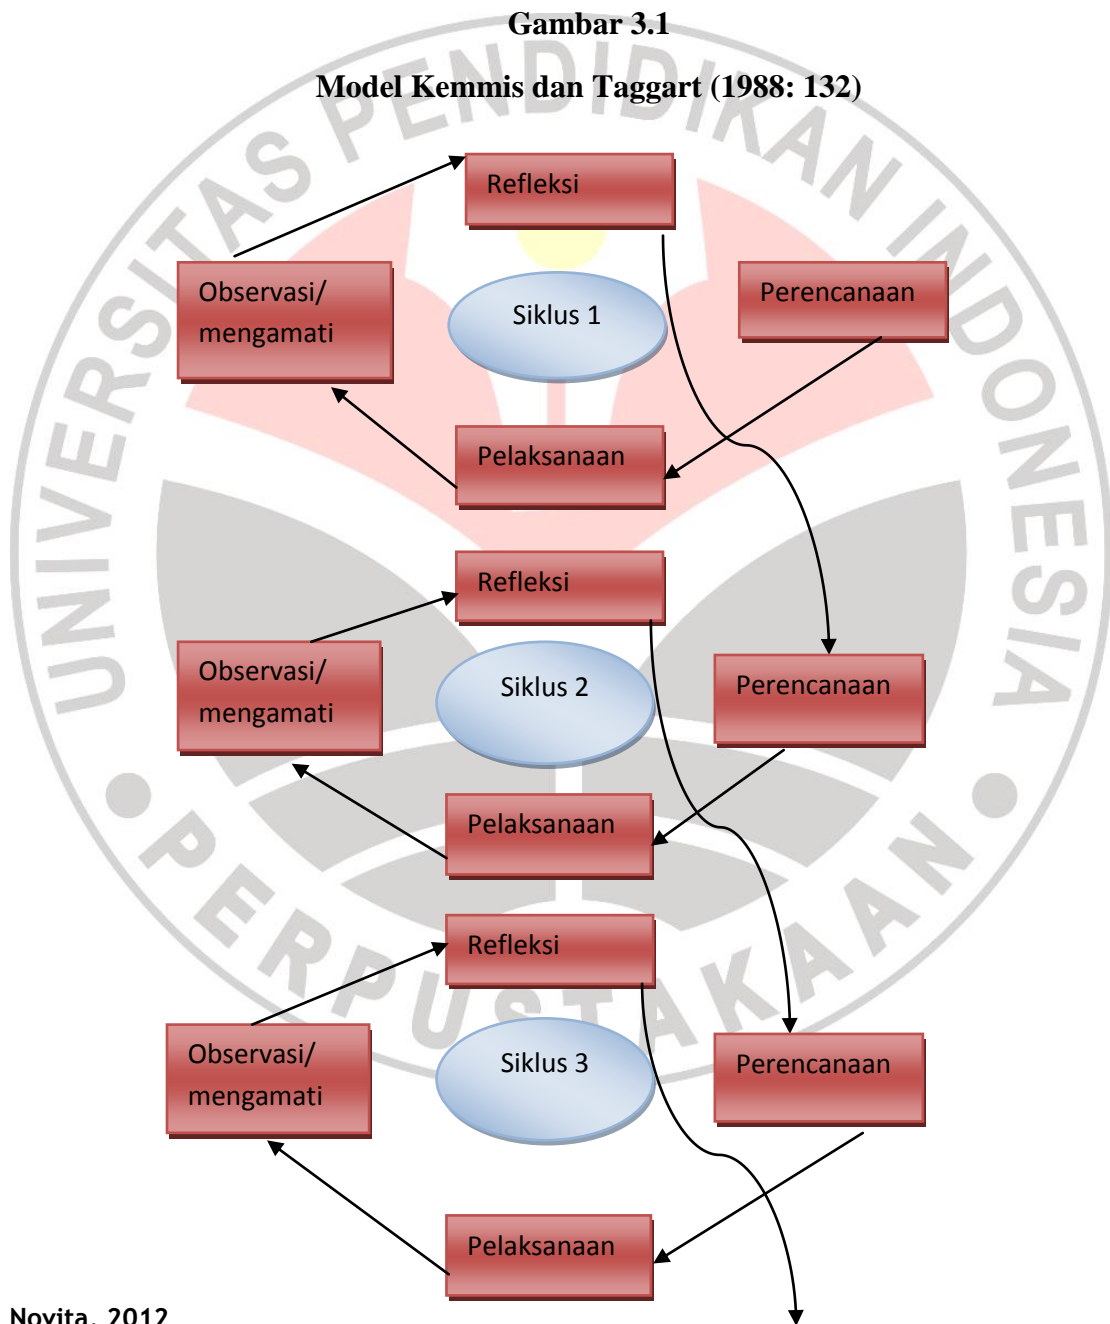 Gambar 3.1
Model Kemmis dan Taggart (1988: 132)
UNIVERSITAS PENDIDIKAN INDONESIA
Refleksi
Observasi/
mengamati
Siklus 1
Perencanaan
Pelaksanaan
Refleksi
Observasi/
mengamati
Siklus 2
Perencanaan
Pelaksanaan
Refleksi
Observasi/
mengamati
Siklus 3
Perencanaan
Pelaksanaan
PERPUSTAKAAN
Novita, 2012